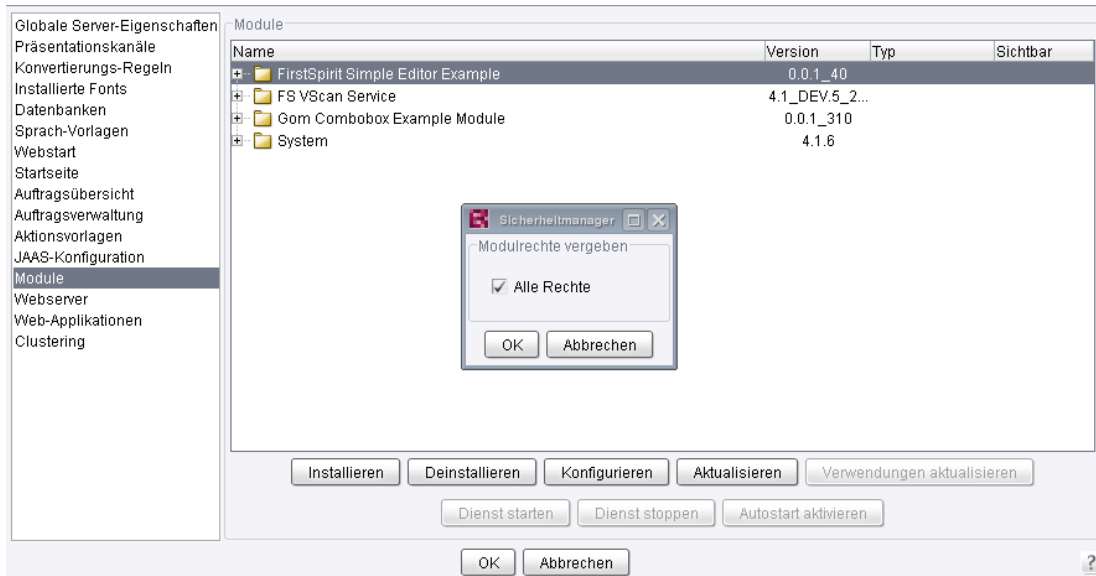 Globale Server-Eigenschaften
Präsentationskanäle
Konvertierungs-Regeln
Installierte Fonts
Datenbanken
Sprach-Vorlagen
Webstart
Startseite
Auftragsübersicht
Auftragsverwaltung
Aktionsvorlagen
JAAS-Konfiguration
Module
Webserver
Web-Applikationen
Clustering
Module
Name Version Typ Sichtbar
FirstSpirit Simple Editor Example 0.0.1_40
FS VScan Service 4.1_DEV.5_2...
Gom Combobox Example Module 0.0.1_310
System 4.1.6
Sicherheitmanager
Modulrechte vergeben
Alle Rechte
OK Abbrechen
Installieren Deinstallieren Konfigurieren Aktualisieren Verwendungen aktualisieren
Dienst starten Dienst stoppen Autostart aktivieren
OK Abbrechen ?